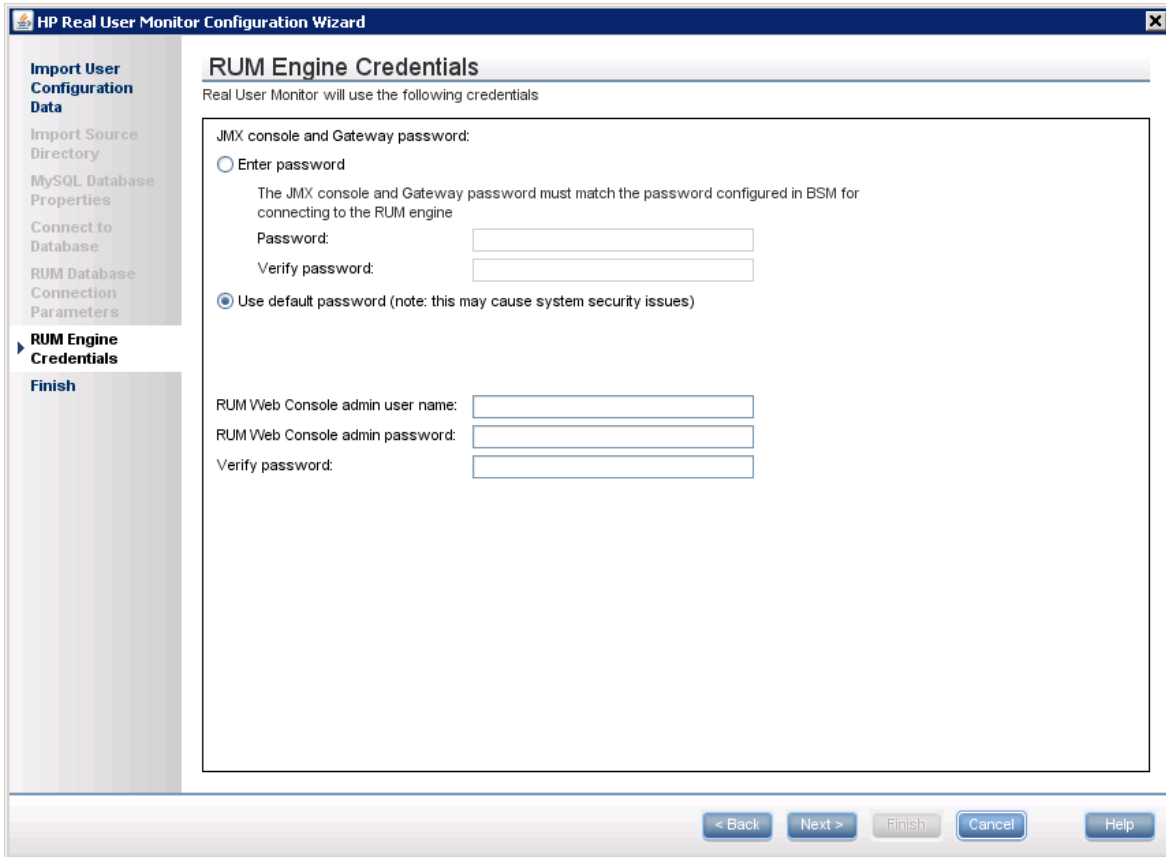 HP Real User Monitor Configuration Wizard
Import User
Configuration
Data
Import Source
Directory
MySQL Database
Properties
Connect to
Database
RUM Database
Connection
Parameters
RUM Engine
Credentials
Finish
RUM Engine Credentials
Real User Monitor will use the following credentials
JMX console and Gateway password:
Enter password
The JMX console and Gateway password must match the password configured in BSM for
connecting to the RUM engine
Password:
Verify password:
Use default password (note: this may cause system security issues)
RUM Web Console admin user name:
RUM Web Console admin password:
Verify password:
< Back
Next >
Finish
Cancel
Help